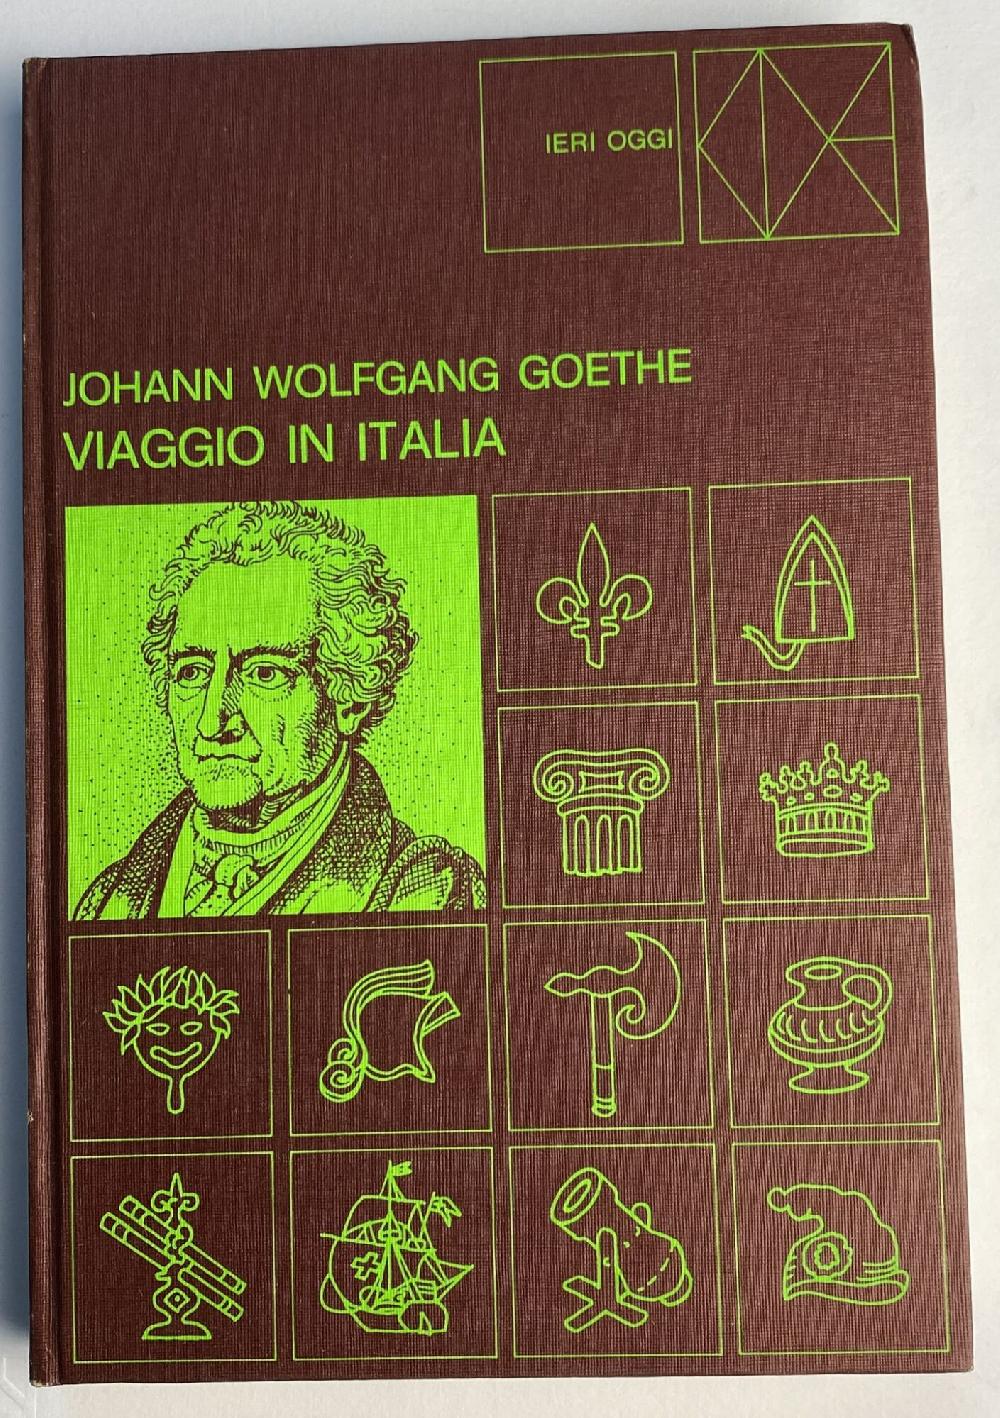 IERI OGGI
JOHANN WOLFGANG GOETHE
VIAGGIO IN ITALIA